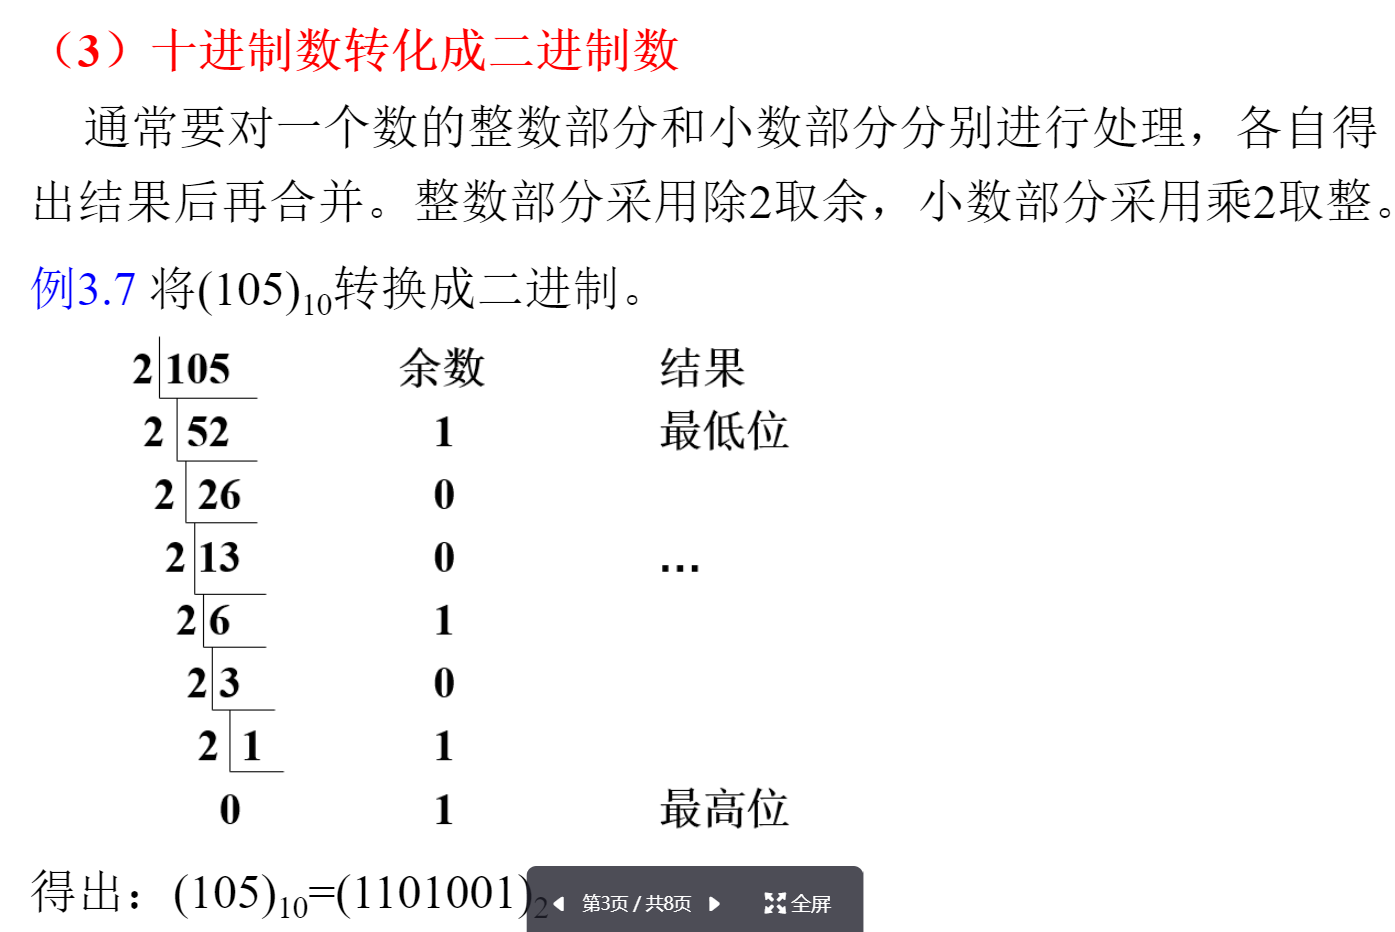 （3）十进制数转化成二进制数
通常要对一个数的整数部分和小数部分分别进行处理，各自得
出结果后再合并。整数部分采用除2取余，小数部分采用乘2取整。
例3.7 将(105)10转换成二进制。
2 105 余数 结果
2 52 1 最低位
2 26 0
2 13 0 …
2 6 1
2 3 0
2 1 1
0 1 最高位
得出：(105)10=(1101001)2
第3页 / 共8页 全屏